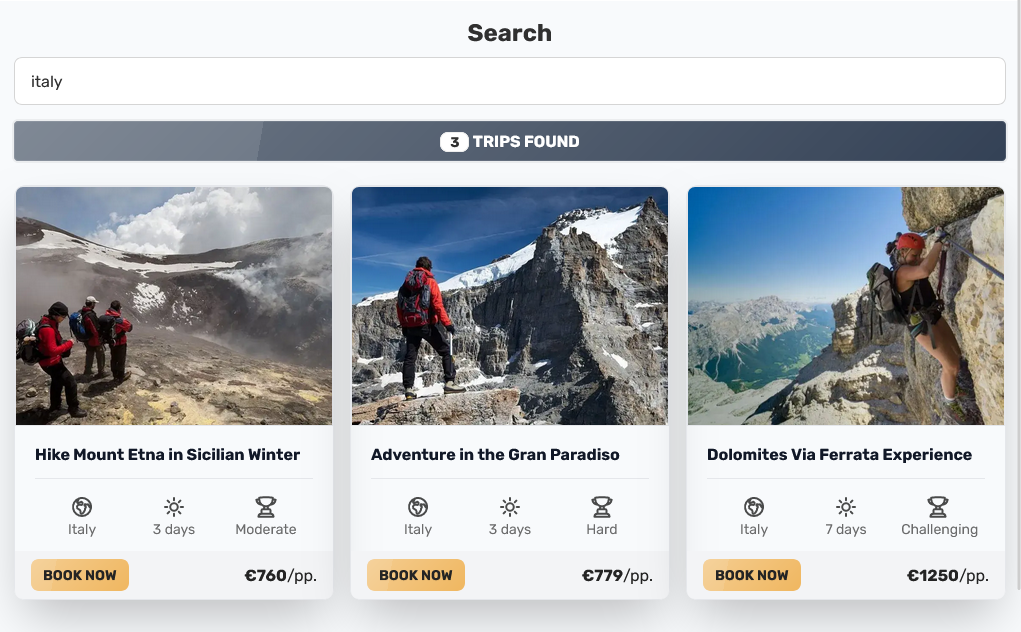 Search
italy
3 TRIPS FOUND
Hike Mount Etna in Sicilian Winter
Italy 3 days Moderate
BOOK NOW €760/pp.
Adventure in the Gran Paradiso
Italy 3 days Hard
BOOK NOW €779/pp.
Dolomites Via Ferrata Experience
Italy 7 days Challenging
BOOK NOW €1250/pp.